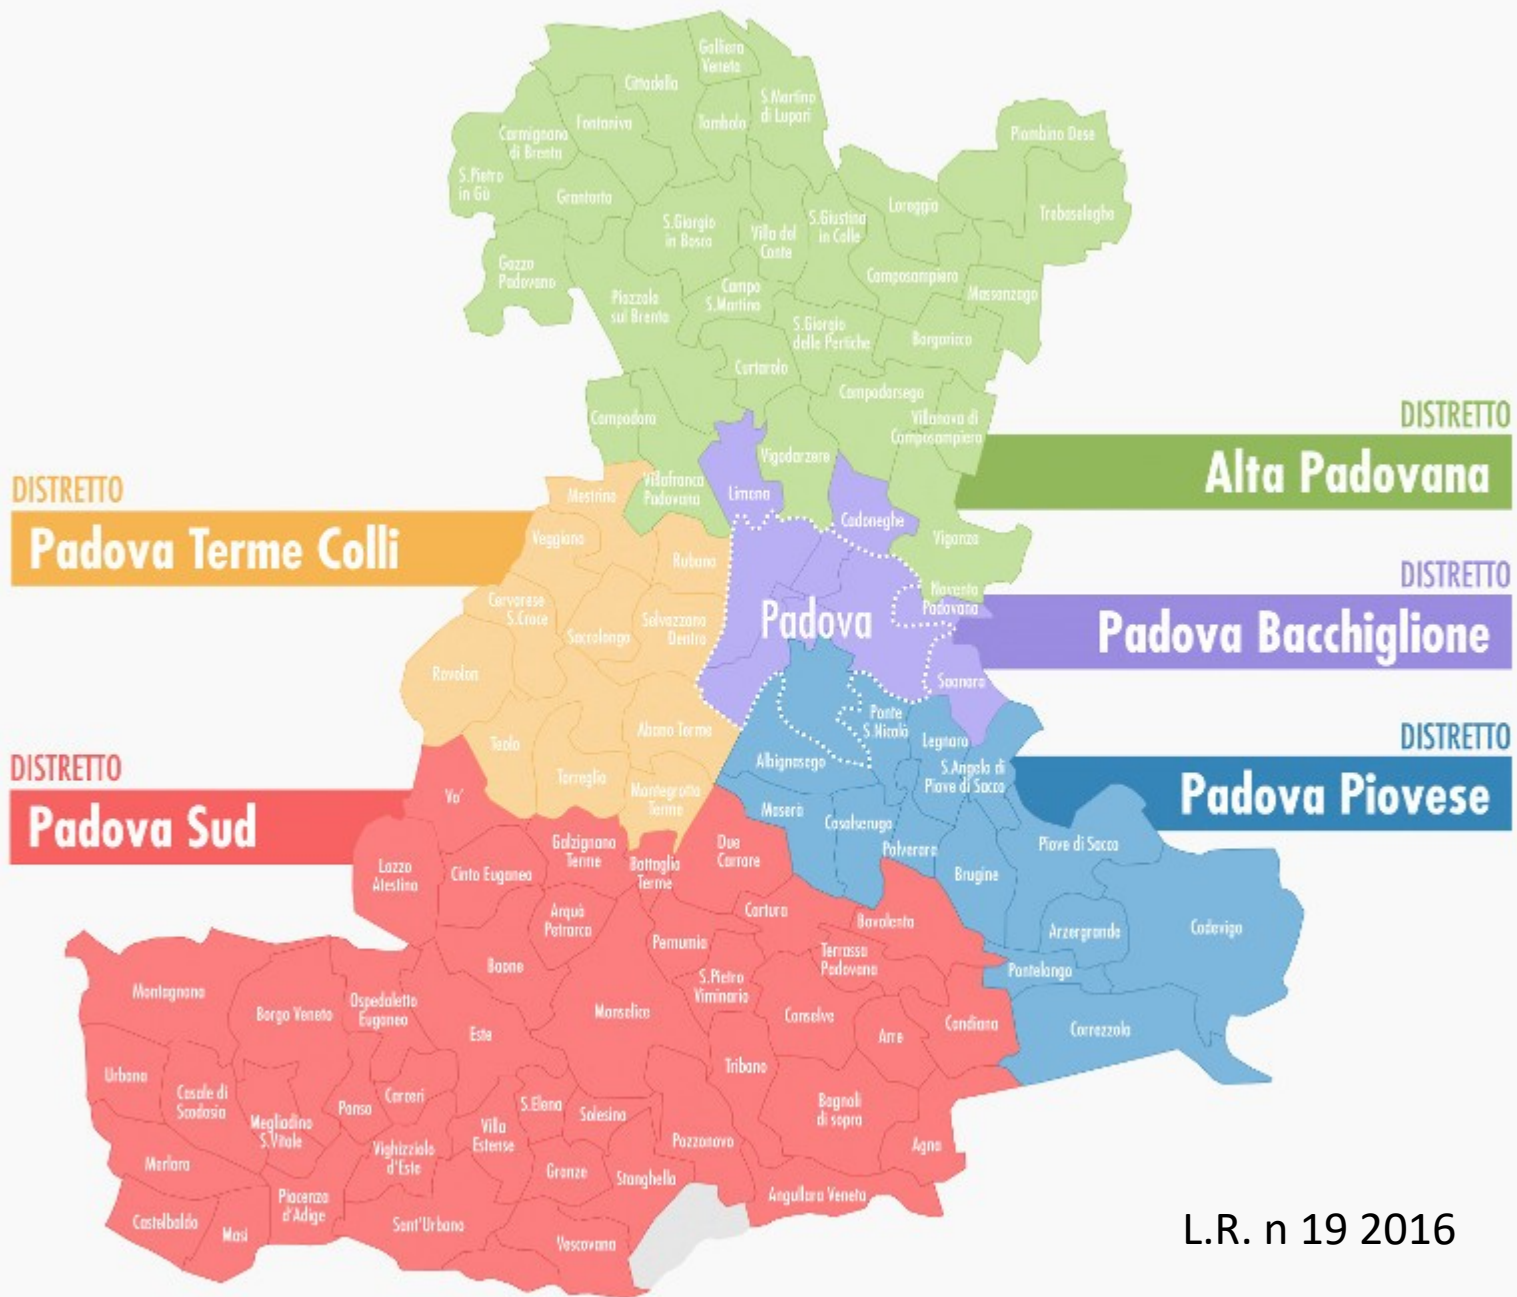 Galliera
Veneta
Cittadella
S.Martino
di Lupari
Fontaniva
Tombolo
Carmignano
di Brenta
Piombino Dese
S.Pietro
in Gù
Grantorto
Loreggia
Trebaseleghe
S.Giorgio
in Bosco
Villa del
Conte
S.Giustina
in Colle
Gazzo
Padovano
Camposampiero
Massanzago
Piazzola
sul Brenta
Campo
S.Martino
S.Giorgio
delle Pertiche
Borgoricco
Curtarolo
Campodarsego
Campodoro
Villanova di
Camposampiero
DISTRETTO
Alta Padovana
Vigodarzere
Villafranca
Padovana
Limena
Mestrino
DISTRETTO
Padova Terme Colli
Cadoneghe
Veggiano
Vigonza
Rubano
DISTRETTO
Padova Bacchiglione
Noventa
Padovana
Cervarese
S.Croce
Saccolongo
Selvazzano
Dentro
Padova
Rovolon
Saonara
Abano Terme
Ponte
S.Nicolò
Legnaro
Teolo
Torreglia
Albignasego
S.Angelo di
Piove di Sacco
DISTRETTO
Padova Piovese
DISTRETTO
Padova Sud
Vo'
Montegrotto
Terme
Maserà
Casalserugo
Polverara
Piove di Sacco
Galzignano
Terme
Battaglia
Terme
Due
Carrare
Lozzo
Atestino
Cinto Euganeo
Brugine
Arquà
Petrarca
Cartura
Bovolenta
Arzergrande
Codevigo
Pernumia
Terrassa
Padovana
Baone
S.Pietro
Viminario
Pontelongo
Montagnana
Borgo Veneto
Ospedaletto
Euganeo
Este
Monselice
Conselve
Arre
Candiana
Correzzola
Urbana
Casale di
Scodosia
Tribano
Megliadino
S.Vitale
Ponso
Carceri
S.Elena
Solesino
Bagnoli
di sopra
Villa
Estense
Pozzonovo
Agna
Merlara
Vighizzolo
d'Este
Granze
Stanghella
Anguillara Veneta
Castelbaldo
Masi
Piacenza
d'Adige
Sant'Urbano
Vescovana
L.R. n 19 2016